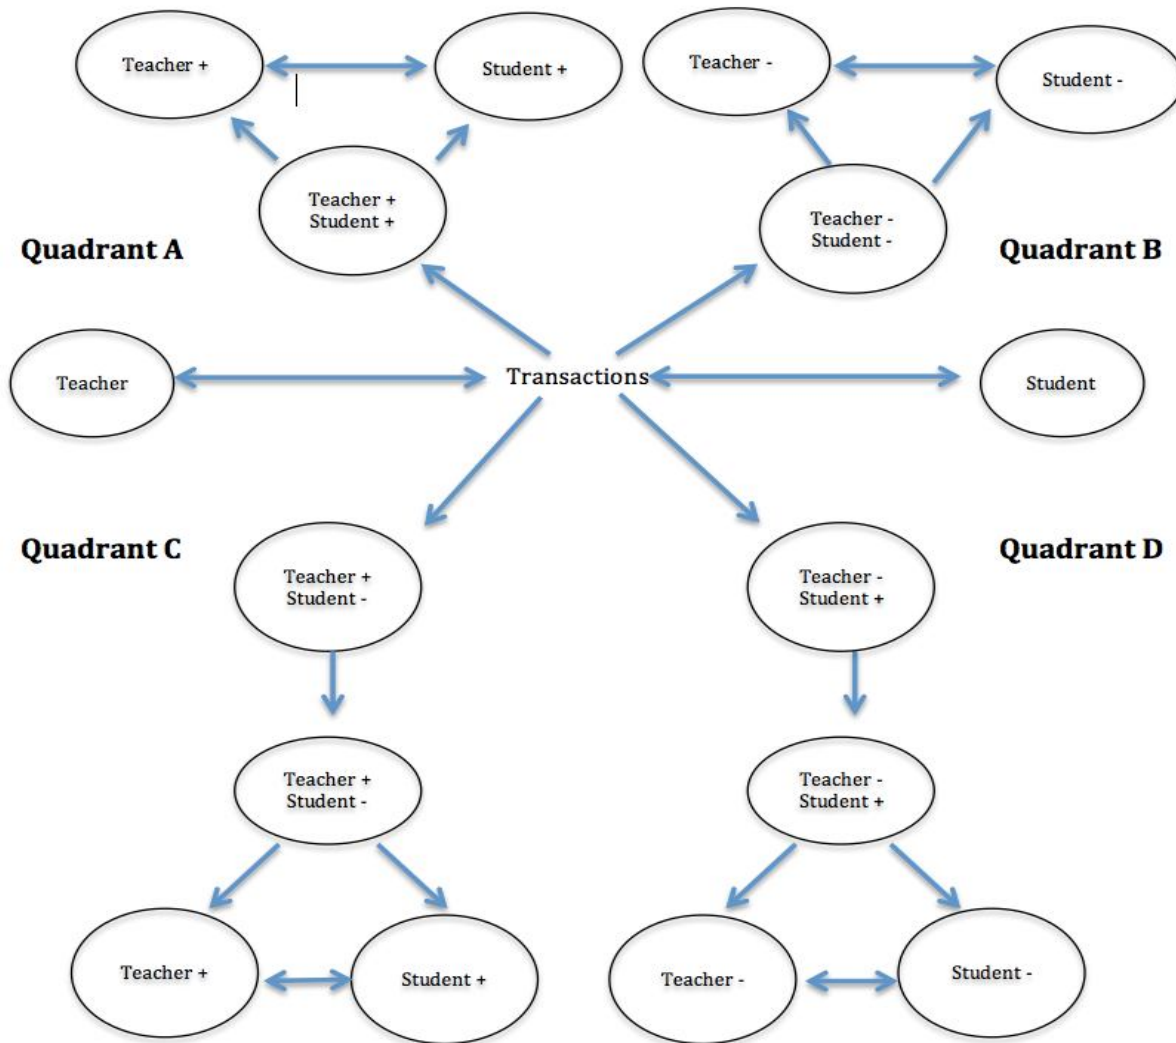 Teacher +
Student +
Teacher -
Student -
Teacher +
Student +
Teacher -
Student -
Quadrant A
Quadrant B
Teacher
Transactions
Student
Quadrant C
Quadrant D
Teacher +
Student -
Teacher -
Student +
Teacher +
Student -
Teacher -
Student +
Teacher +
Student +
Teacher -
Student -